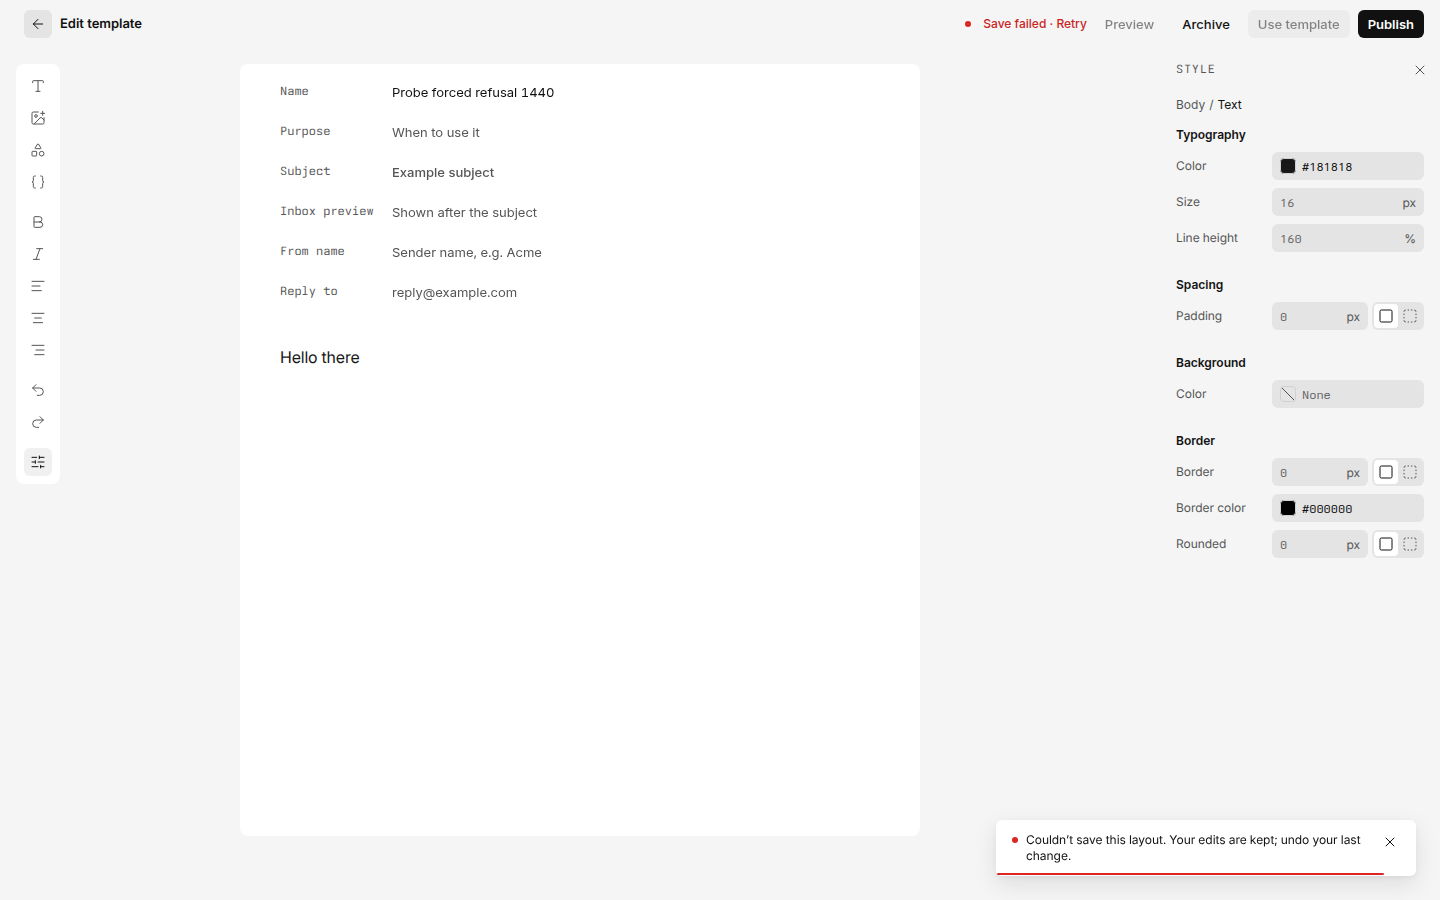 Edit template
Save failed · Retry
Preview
Archive
Use template
Publish
Name
Probe forced refusal 1440
Purpose
When to use it
Subject
Example subject
Inbox preview
Shown after the subject
From name
Sender name, e.g. Acme
Reply to
reply@example.com
Hello there
STYLE
Body / Text
Typography
Color
#181818
Size
16 px
Line height
160 %
Spacing
Padding
0 px
Background
Color
None
Border
Border
0 px
Border color
#000000
Rounded
0 px
Couldn't save this layout. Your edits are kept; undo your last
change.